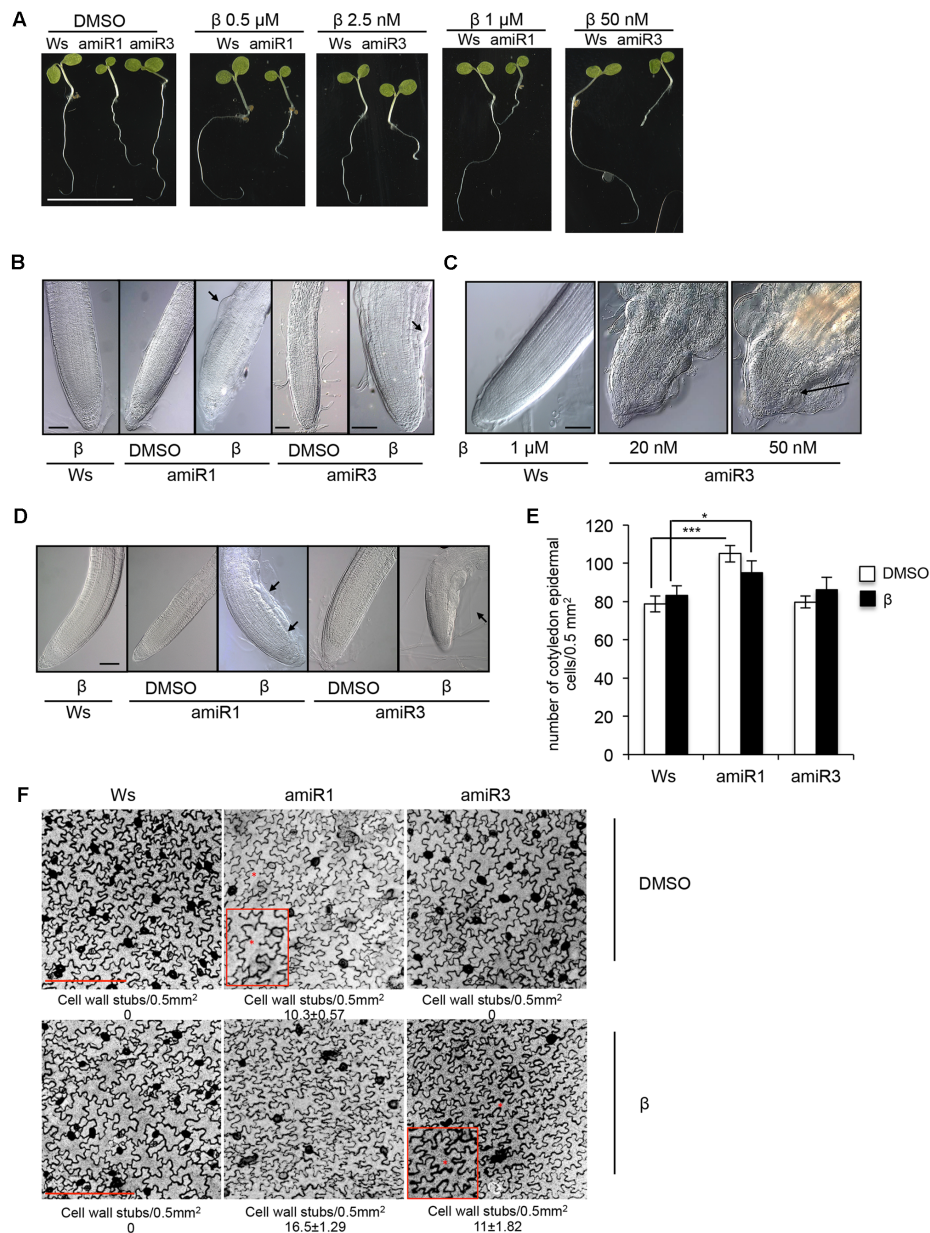 A
DMSO
β 0.5 μM
β 2.5 nM
β 1 μM
β 50 nM
Ws amiR1 amiR3
Ws amiR1
Ws amiR3
Ws amiR1
Ws amiR3
B
C
β
DMSO
β
DMSO
β
Ws
amiR1
amiR3
β
1 μM
20 nM
50 nM
Ws
amiR3
D
E
β
DMSO
β
DMSO
β
Ws
amiR1
amiR3
number of cotyledon epidermal
cells/0.5 mm²
120
100
80
60
40
20
0
***
*
DMSO
β
Ws
amiR1
amiR3
F
Ws
amiR1
amiR3
*
*
DMSO
Cell wall stubs/0.5mm²
0
Cell wall stubs/0.5mm²
10.3±0.57
Cell wall stubs/0.5mm²
0
*
*
β
Cell wall stubs/0.5mm²
0
Cell wall stubs/0.5mm²
16.5±1.29
Cell wall stubs/0.5mm²
11±1.82